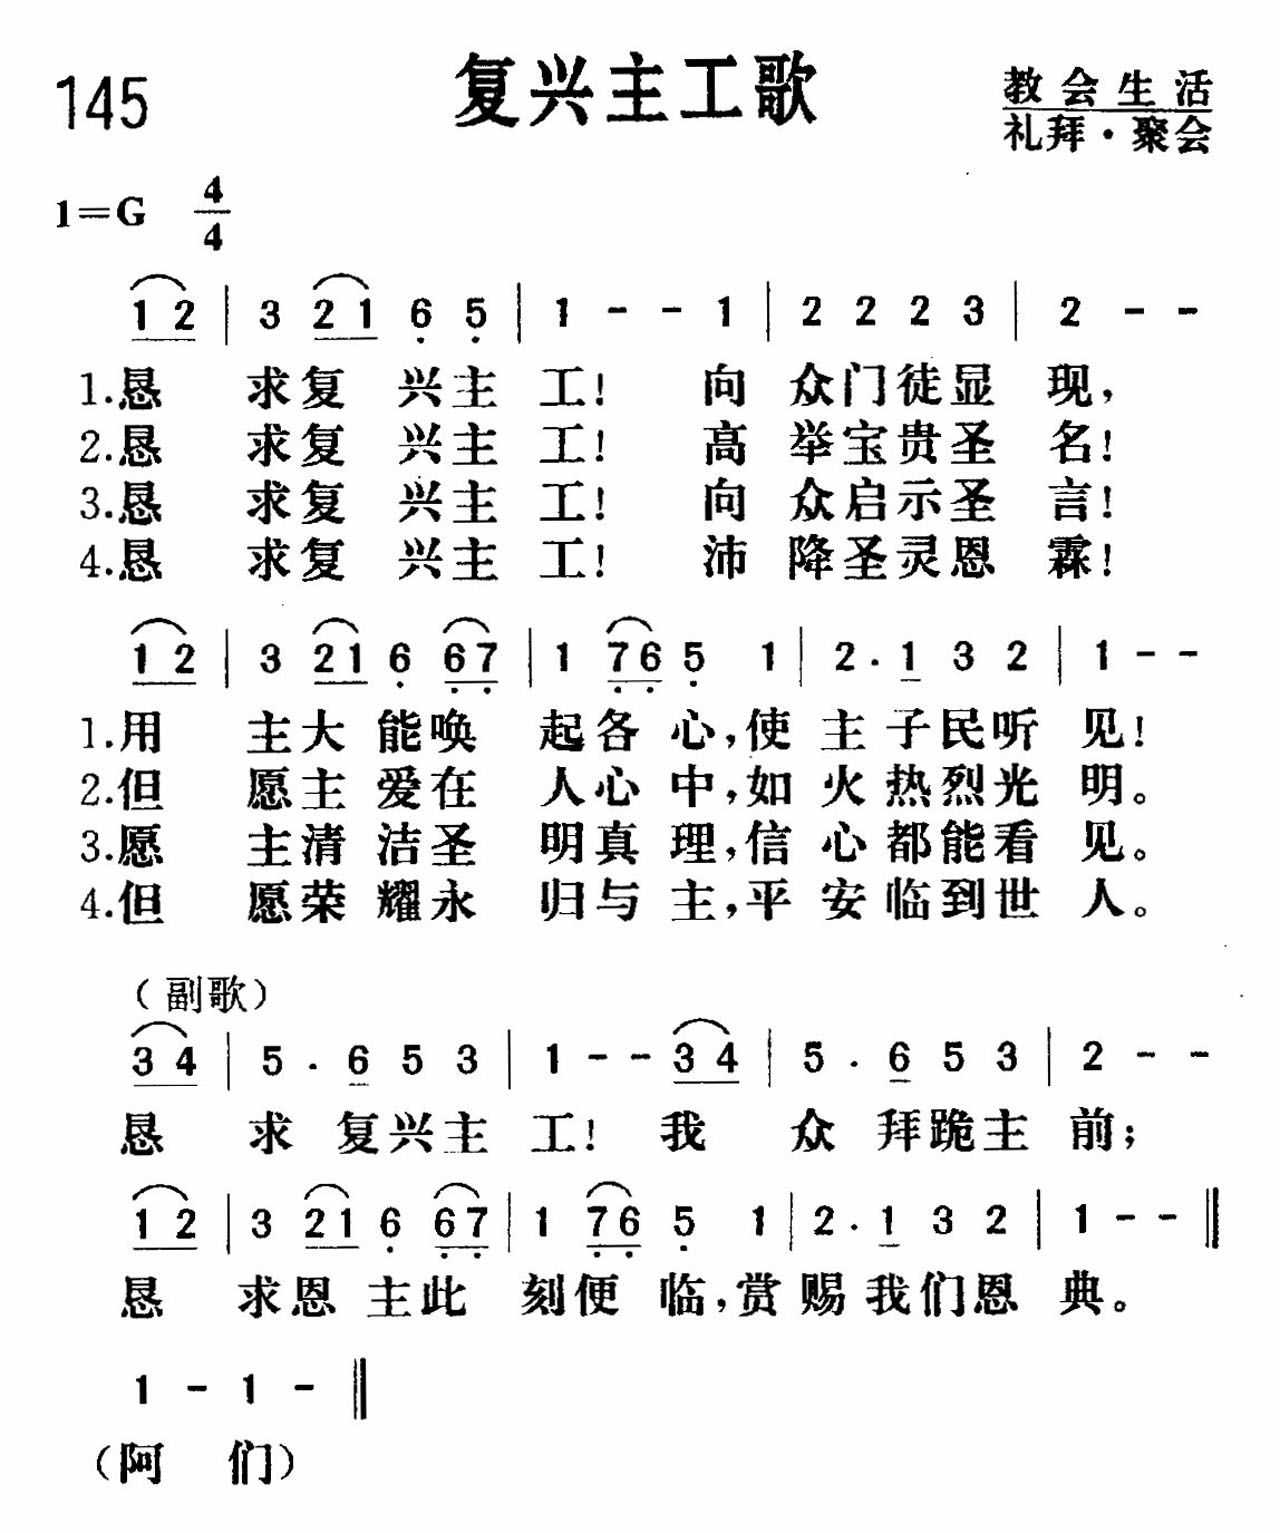 145
复兴主工歌
教会生活
礼拜·聚会
1=G 4/4
1 2 | 3 2 1 6 5 | 1 - - 1 | 2 2 2 3 | 2 - -
1.恳 求复 兴主 工! 向 众门徒显 现,
2.恳 求复 兴主 工! 高 举宝贵圣 名!
3.恳 求复 兴主 工! 向 众启示圣 言!
4.恳 求复 兴主 工! 沛 降圣灵恩 霖!
1 2 | 3 2 1 6 6 7 | 1 7 6 5 1 | 2 . 1 3 2 | 1 - -
1.用 主大 能唤 起各 心,使 主 子民听 见!
2.但 愿主 爱在 人心 中,如 火 热烈光 明。
3.愿 主清 洁圣 明真 理,信 心 都能看 见。
4.但 愿荣 耀永 归与 主,平 安 临到世 人。
(副歌)
3 4 | 5 . 6 5 3 | 1 - - 3 4 | 5 . 6 5 3 | 2 - -
恳 求 复兴主 工! 我 众 拜跪主 前;
1 2 | 3 2 1 6 6 7 | 1 7 6 5 1 | 2 . 1 3 2 | 1 - - ‖
恳 求恩 主此 刻便 临,赏 赐 我们恩 典。
1 - 1 - ‖
(阿 们)